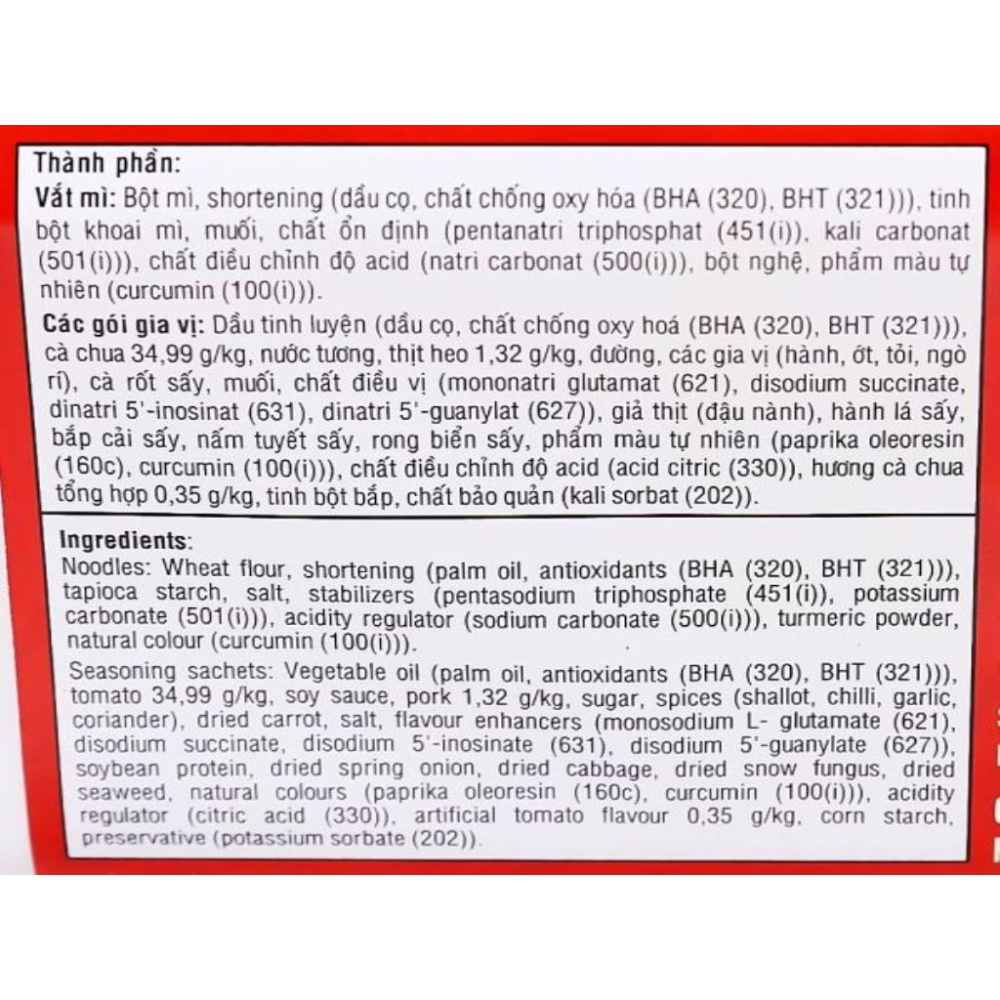 Thành phần:
Vắt mì: Bột mì, shortening (dầu cọ, chất chống oxy hóa (BHA (320), BHT (321))), tinh
bột khoai mì, muối, chất ổn định (pentanatri triphosphat (451(i)), kali carbonat
(501(i))), chất điều chỉnh độ acid (natri carbonat (500(i))), bột nghệ, phẩm màu tự
nhiên (curcumin (100(i))).
Các gói gia vị: Dầu tinh luyện (dầu cọ, chất chống oxy hoá (BHA (320), BHT (321))),
cà chua 34,99 g/kg, nước tương, thịt heo 1,32 g/kg, đường, các gia vị (hành, ớt, tỏi, ngò
rí), cà rốt sấy, muối, chất điều vị (mononatri glutamat (621), disodium succinate,
dinatri 5'-inosinat (631), dinatri 5'-guanylat (627)), giả thịt (đậu nành), hành lá sấy,
bắp cải sấy, nấm tuyết sấy, rong biển sấy, phẩm màu tự nhiên (paprika oleoresin
(160c), curcumin (100(i))), chất điều chỉnh độ acid (acid citric (330)), hương cà chua
tổng hợp 0,35 g/kg, tinh bột bắp, chất bảo quản (kali sorbat (202)).
Ingredients:
Noodles: Wheat flour, shortening (palm oil, antioxidants (BHA (320), BHT (321))),
tapioca starch, salt, stabilizers (pentasodium triphosphate (451(i)), potassium
carbonate (501(i))), acidity regulator (sodium carbonate (500(i))), turmeric powder,
natural colour (curcumin (100(i))).
Seasoning sachets: Vegetable oil (palm oil, antioxidants (BHA (320), BHT (321))),
tomato 34,99 g/kg, soy sauce, pork 1,32 g/kg, sugar, spices (shallot, chilli, garlic,
coriander), dried carrot, salt, flavour enhancers (monosodium L- glutamate (621),
disodium succinate, disodium 5'-inosinate (631), disodium 5'-guanylate (627)),
soybean protein, dried spring onion, dried cabbage, dried snow fungus, dried
seaweed, natural colours (paprika oleoresin (160c), curcumin (100(i))), acidity
regulator (citric acid (330)), artificial tomato flavour 0,35 g/kg, corn starch,
preservative (potassium sorbate (202)).